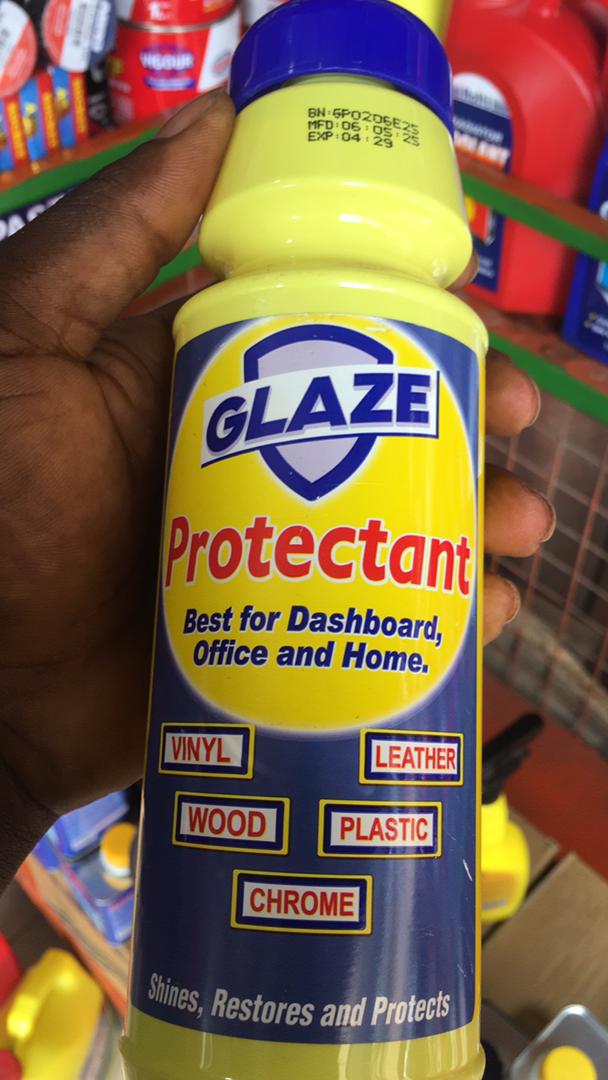 BN:GP0206E25
MFD:06:05:25
EXP:04 29
GLAZE
Protectant
Best for Dashboard,
Office and Home.
VINYL
LEATHER
WOOD
PLASTIC
CHROME
Shines, Restores and Protects
VIGOUR